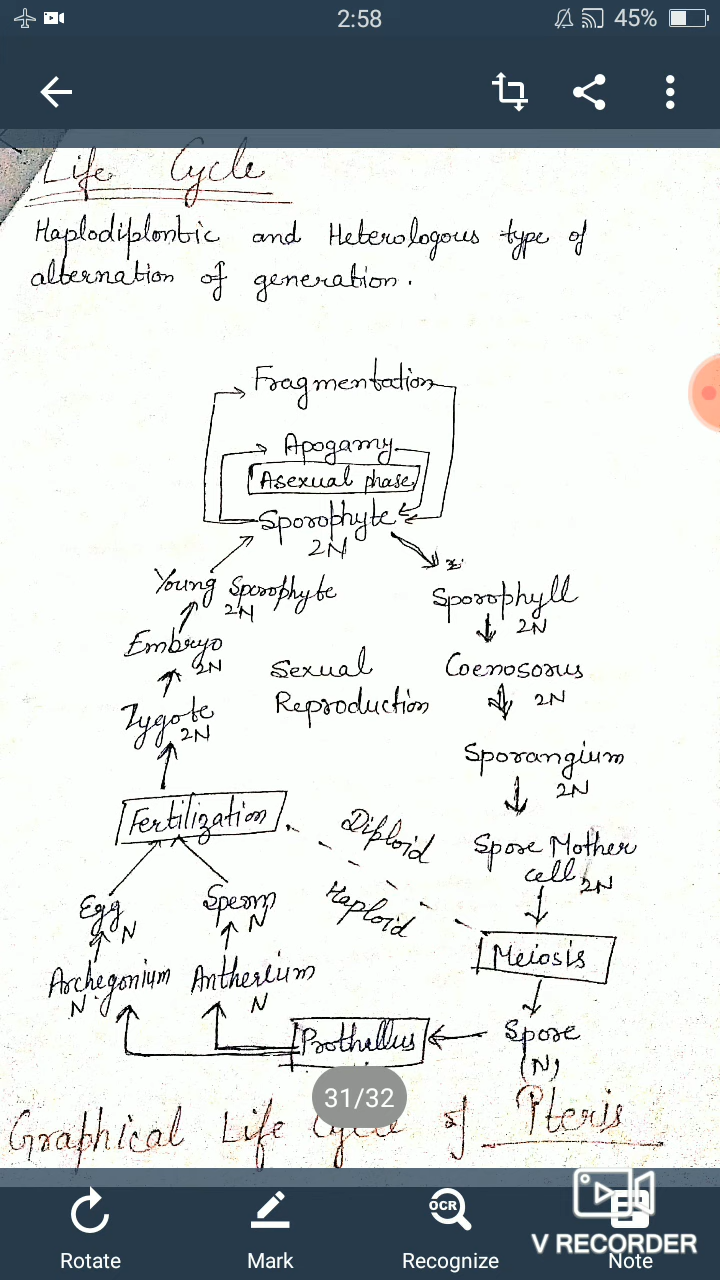 2:58
45%
Life Cycle
Haplodiplontic and Heterologous type of
alternation of generation.
Fragmentation
Apogamy
Asexual phase
Sporophyte
2N
Young Sporophyte
2N
Sporophyll
2N
Embryo
2N
Sexual
Reproduction
Coenosorus
2N
Zygote
2N
Sporangium
2N
Fertilization
Diploid
Haploid
Spore Mother
cell 2N
Egg
N
Sperm
N
Meiosis
Archegonium
N
Antherium
N
Prothallus
Spore
(N)
31/32
Graphical Life Cycle of Pteris
OCR
Rotate
Mark
Recognize
Note
V RECORDER